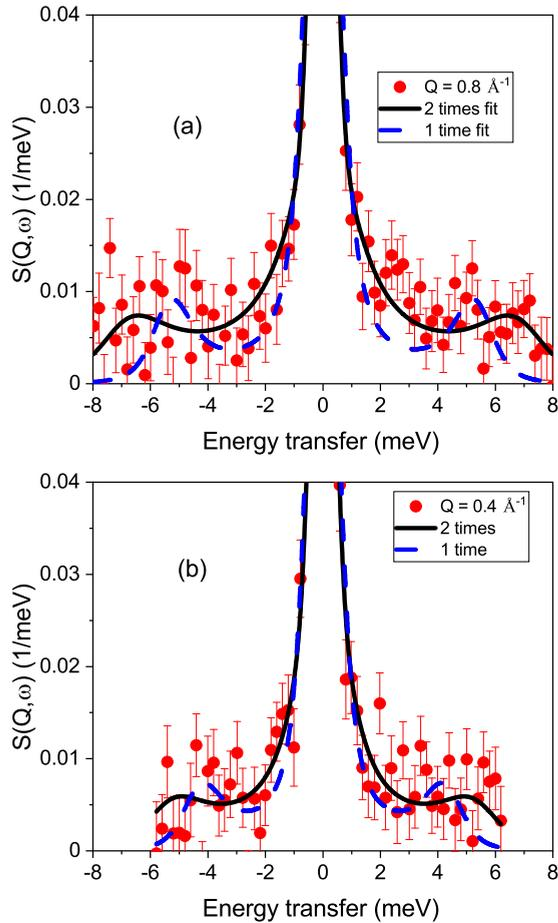 0.04
0.03
0.02
0.01
0
S(Q,ω) (1/meV)
(a)
Q = 0.8 Å⁻¹
2 times fit
1 time fit
-8 -6 -4 -2 0 2 4 6 8
Energy transfer (meV)
0.04
0.03
0.02
0.01
0
S(Q,ω) (1/meV)
(b)
Q = 0.4 Å⁻¹
2 times
1 time
-8 -6 -4 -2 0 2 4 6 8
Energy transfer (meV)